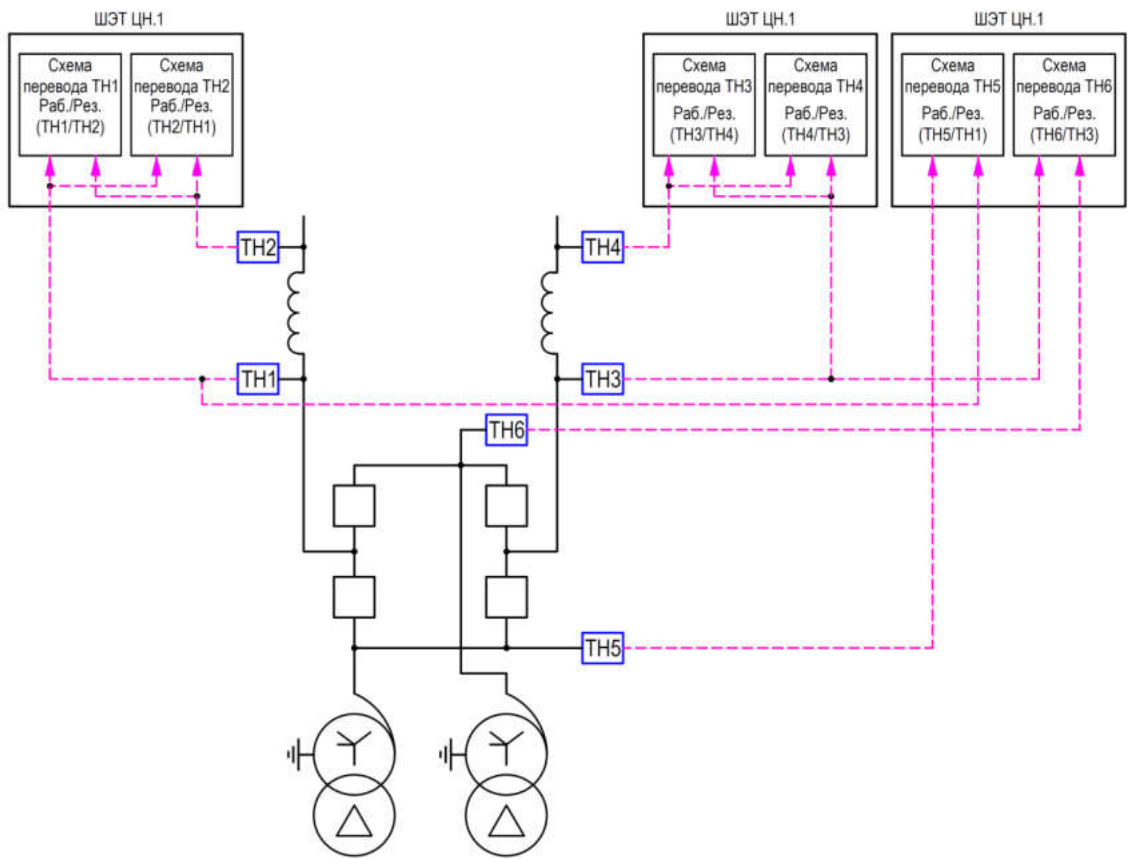 ШЭТ ЦН.1
Схема
перевода ТН1
Раб./Рез.
(ТН1/ТН2)
Схема
перевода ТН2
Раб./Рез.
(ТН2/ТН1)
ШЭТ ЦН.1
Схема
перевода ТН3
Раб./Рез.
(ТН3/ТН4)
Схема
перевода ТН4
Раб./Рез.
(ТН4/ТН3)
ШЭТ ЦН.1
Схема
перевода ТН5
Раб./Рез.
(ТН5/ТН1)
Схема
перевода ТН6
Раб./Рез.
(ТН6/ТН3)
ТН2
ТН4
ТН1
ТН3
ТН6
ТН5